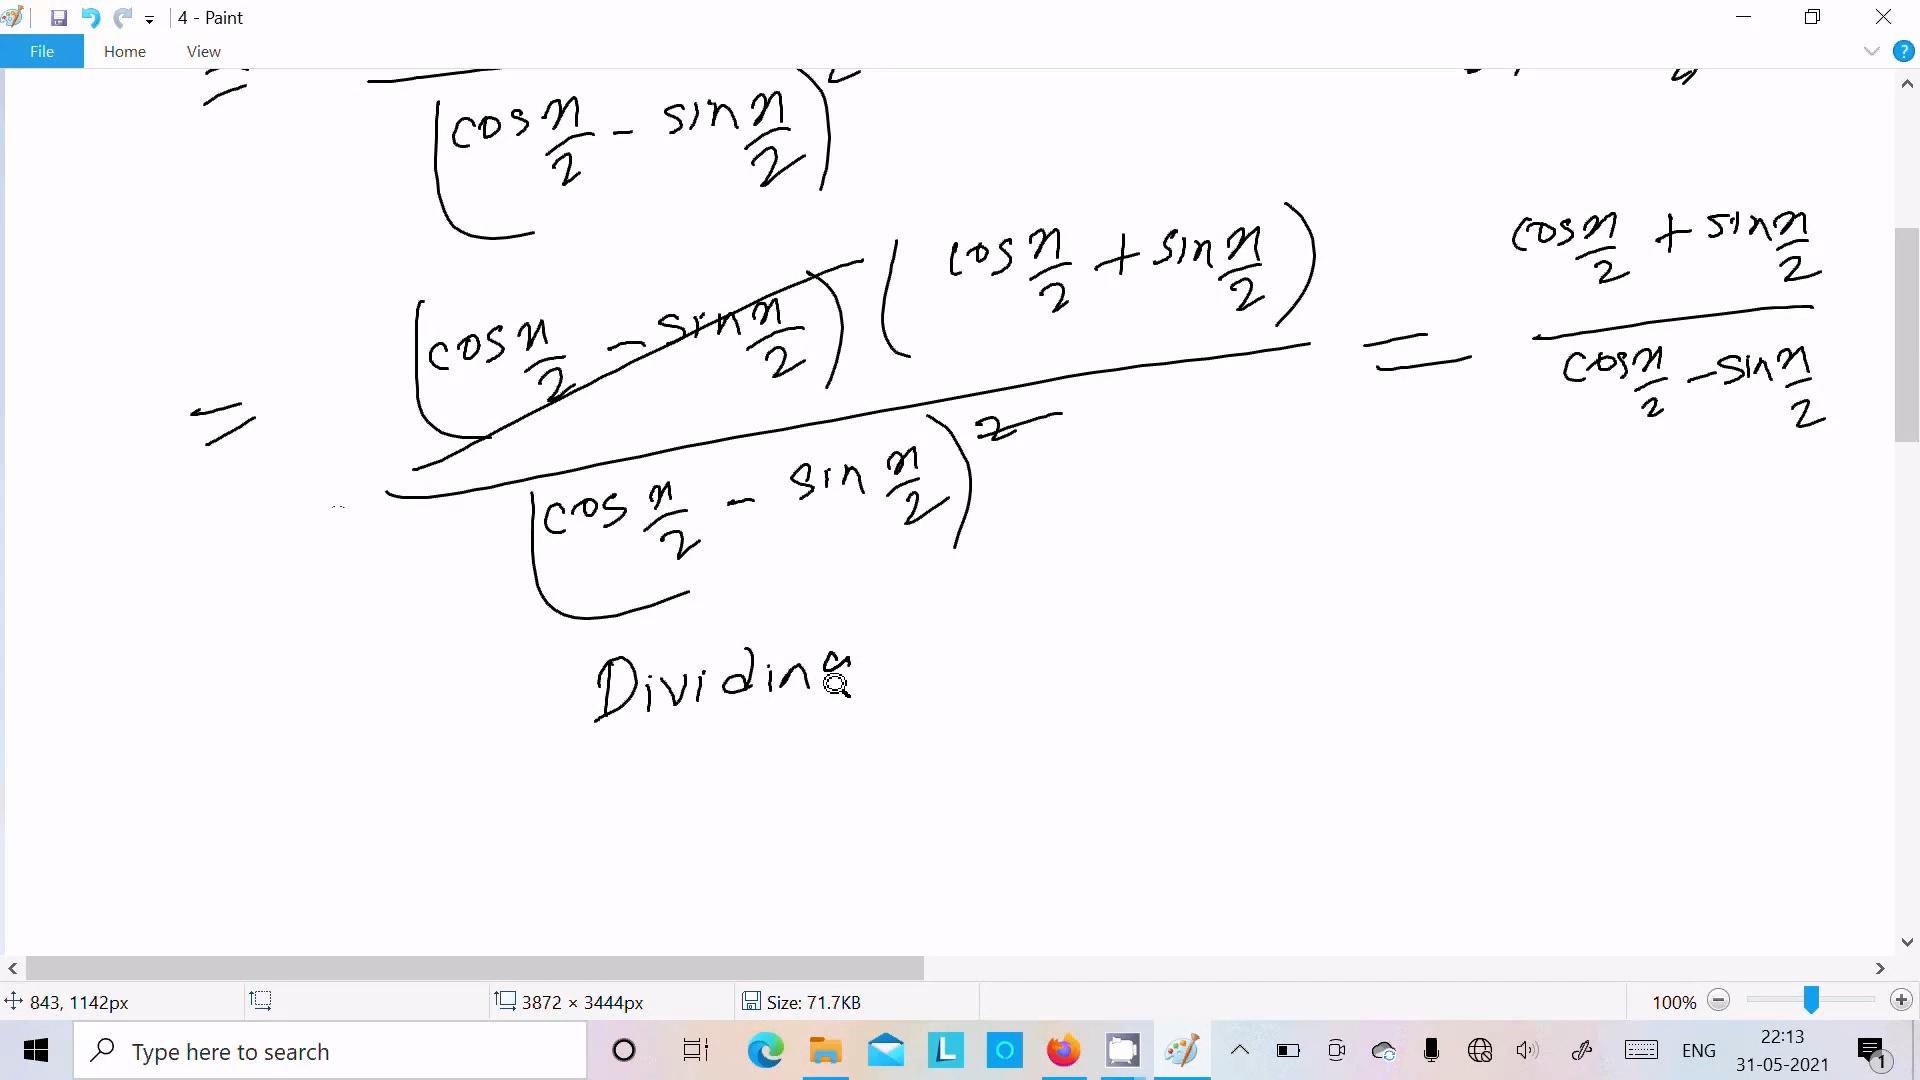 4 - Paint
File Home View
= (cos x/2 - sin x/2)²
= (cos x/2 - sin x/2) (cos x/2 + sin x/2) / (cos x/2 - sin x/2)² = cos x/2 + sin x/2 / cos x/2 - sin x/2
Dividing
843, 1142px 3872 × 3444px Size: 71.7KB 100%
Type here to search ENG 22:13
31-05-2021 1